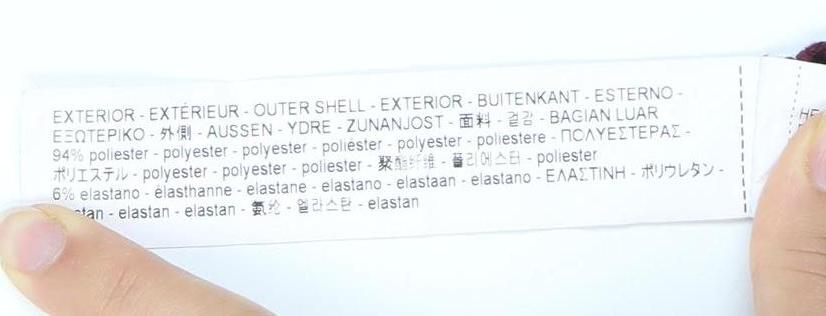 EXTERIOR - EXTÉRIEUR - OUTER SHELL - EXTERIOR - BUITENKANT - ESTERNO -
ΕΞΩΤΕΡΙΚΟ - 外側 - AUSSEN - YDRE - ZUNANJOST - 面料 - 겉감 - BAGIAN LUAR
94% poliester - polyester - polyester - poliéster - polyester - poliestere - ΠΟΛΥΕΣΤΕΡΑΣ -
ポリエステル - polyester - polyester - poliester - 聚酯纤维 - 폴리에스터 - poliester
6% elastano - élasthanne - elastane - elastano - elastaan - elastano - ΕΛΑΣΤΙΝΗ - ポリウレタン -
stan - elastan - elastan - 氨纶 - 엘라스탄 - elastan